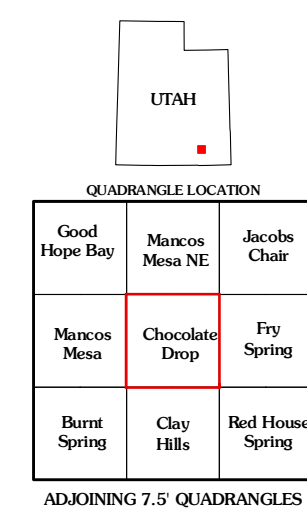 UTAH
QUADRANGLE LOCATION
Good
Hope Bay
Mancos
Mesa NE
Jacobs
Chair
Mancos
Mesa
Chocolate
Drop
Fry
Spring
Burnt
Spring
Clay
Hills
Red House
Spring
ADJOINING 7.5' QUADRANGLES